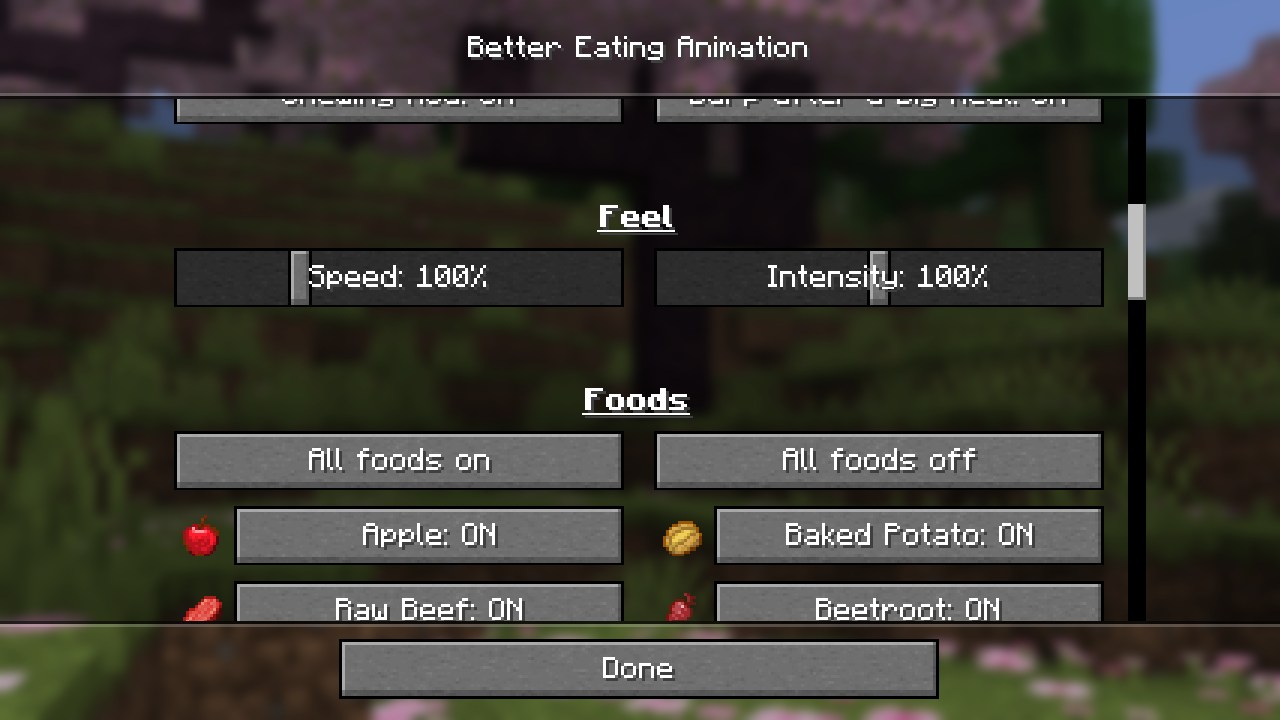 Better Eating Animation
Feel
Speed: 100%
Intensity: 100%
Foods
All foods on
All foods off
Apple: ON
Baked Potato: ON
Raw Beef: ON
Beetroot: ON
Done